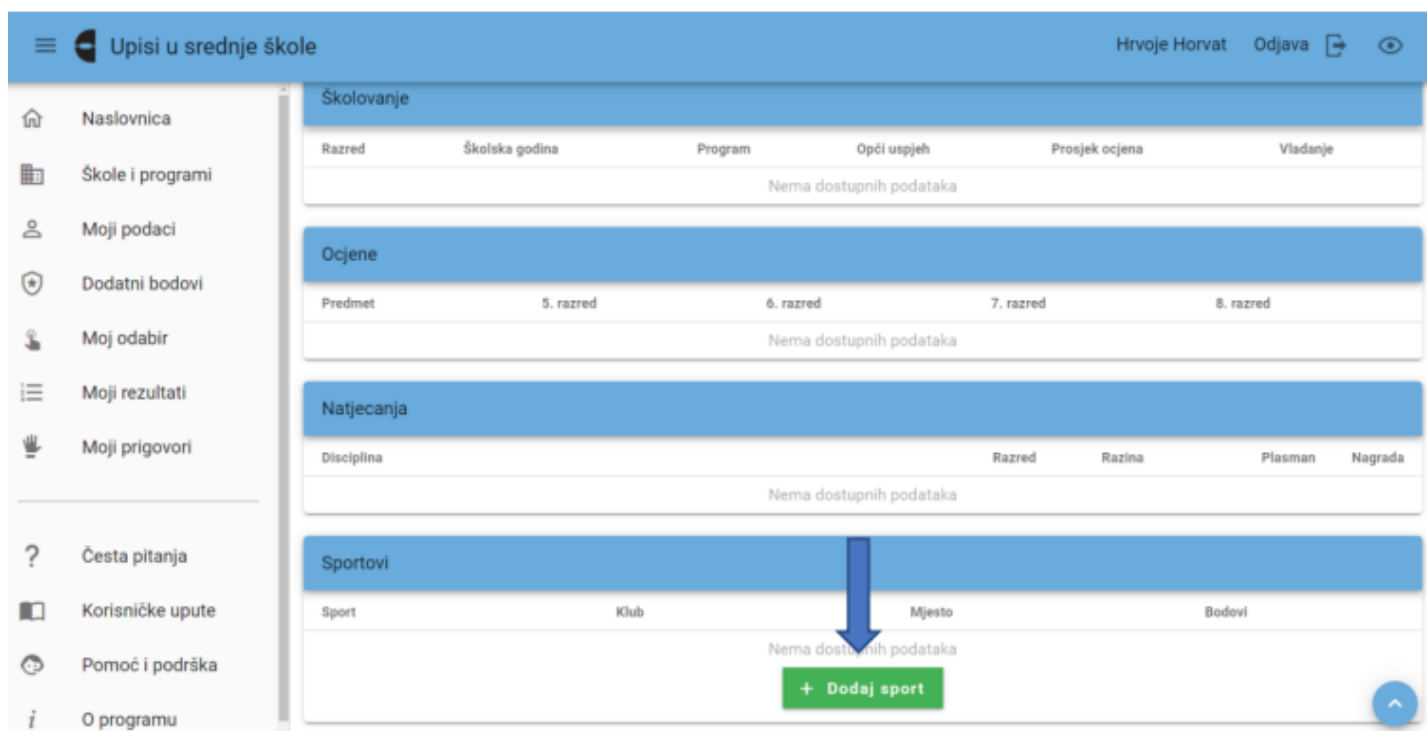 Upisi u srednje škole
Hrvoje Horvat Odjava
Naslovnica
Škole i programi
Moji podaci
Dodatni bodovi
Moj odabir
Moji rezultati
Moji prigovori
? Česta pitanja
Korisničke upute
Pomoć i podrška
i O programu
Školovanje
Razred Školska godina Program Opći uspjeh Prosjek ocjena Vladanje
Nema dostupnih podataka
Ocjene
Predmet 5. razred 6. razred 7. razred 8. razred
Nema dostupnih podataka
Natjecanja
Disciplina Razred Razina Plasman Nagrada
Nema dostupnih podataka
Sportovi
Sport Klub Mjesto Bodovi
Nema dostupnih podataka
+ Dodaj sport